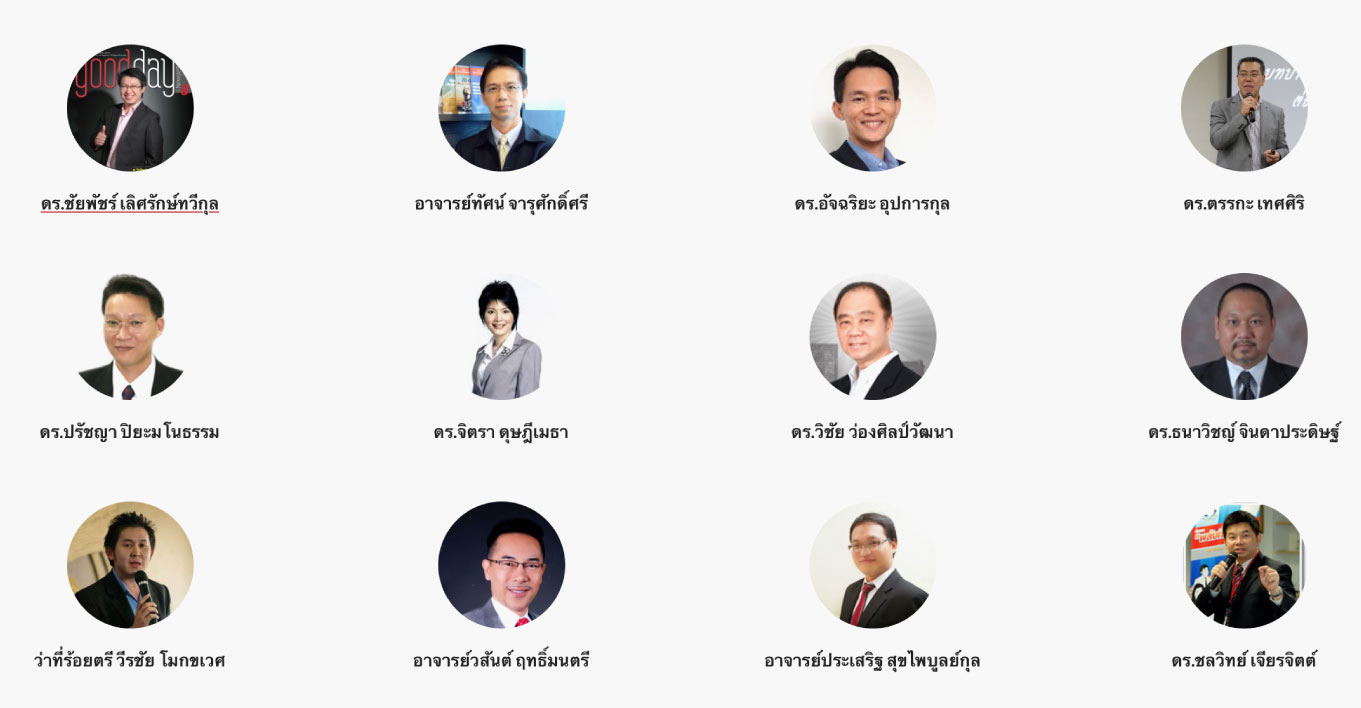 goodday
ดร.ชัยพัชร์ เลิศรักษ์ทวีกุล
อาจารย์ทัศน์ จารุศักดิ์ศรี
ดร.อัจฉริยะ อุปการกุล
ดร.ตรรกะ เทศศิริ
ดร.ปรัชญา ปิยะมโนธรรม
ดร.จิตรา ดุษฎีเมธา
ดร.วิชัย ว่องศิลป์วัฒนา
ดร.ธนาวิชญ์ จินดาประดิษฐ์
ว่าที่ร้อยตรี วีรชัย โมกขเวศ
อาจารย์วสันต์ ฤทธิ์มนตรี
อาจารย์ประเสริฐ สุขไพบูลย์กุล
ดร.ชลวิทย์ เจียรจิตต์